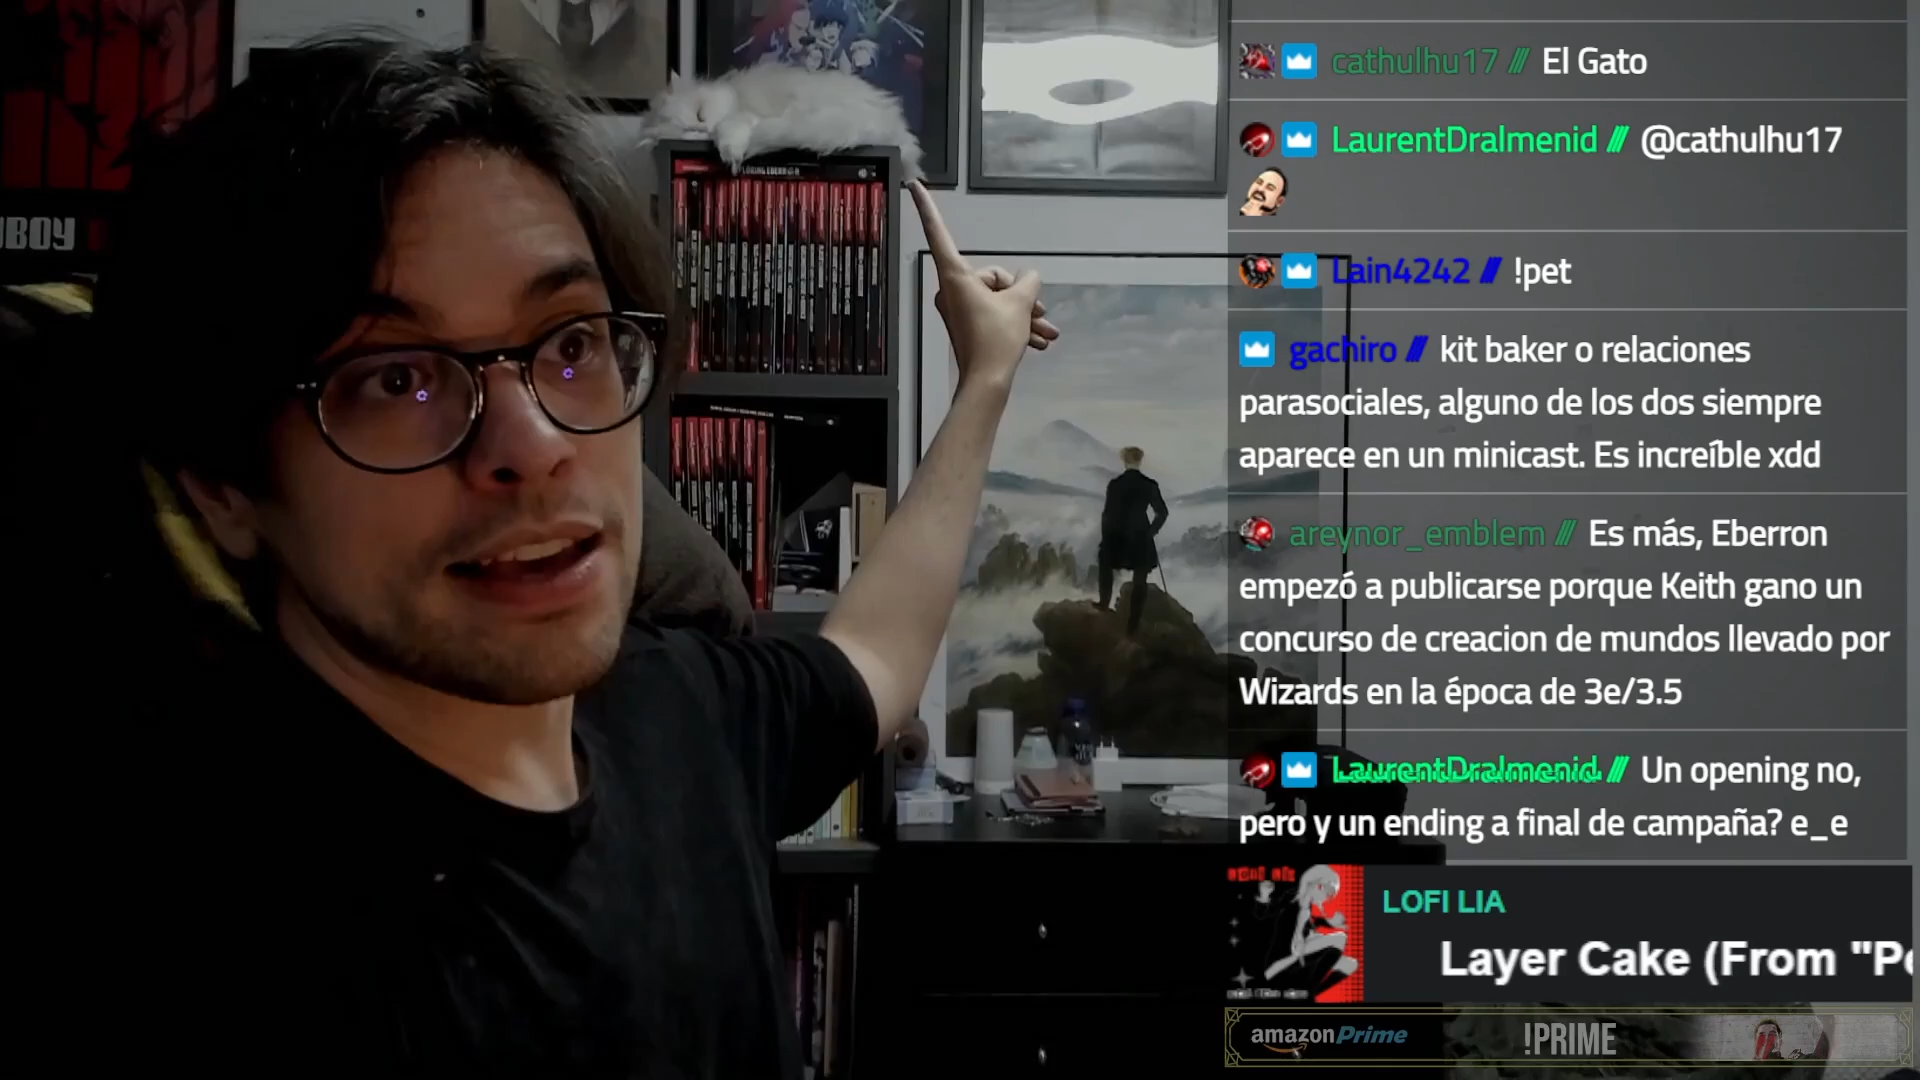 BOY
cathulhu17 /// El Gato
LaurentDralmenid /// @cathulhu17
Lain4242 /// !pet
gachiro /// kit baker o relaciones
parasociales, alguno de los dos siempre
aparece en un minicast. Es increíble xdd
areynor_emblem /// Es más, Eberron
empezó a publicarse porque Keith gano un
concurso de creacion de mundos llevado por
Wizards en la época de 3e/3.5
LaurentDralmenid /// Un opening no,
pero y un ending a final de campaña? e_e
LOFI LIA
Layer Cake (From "Pe
amazonPrime
!PRIME